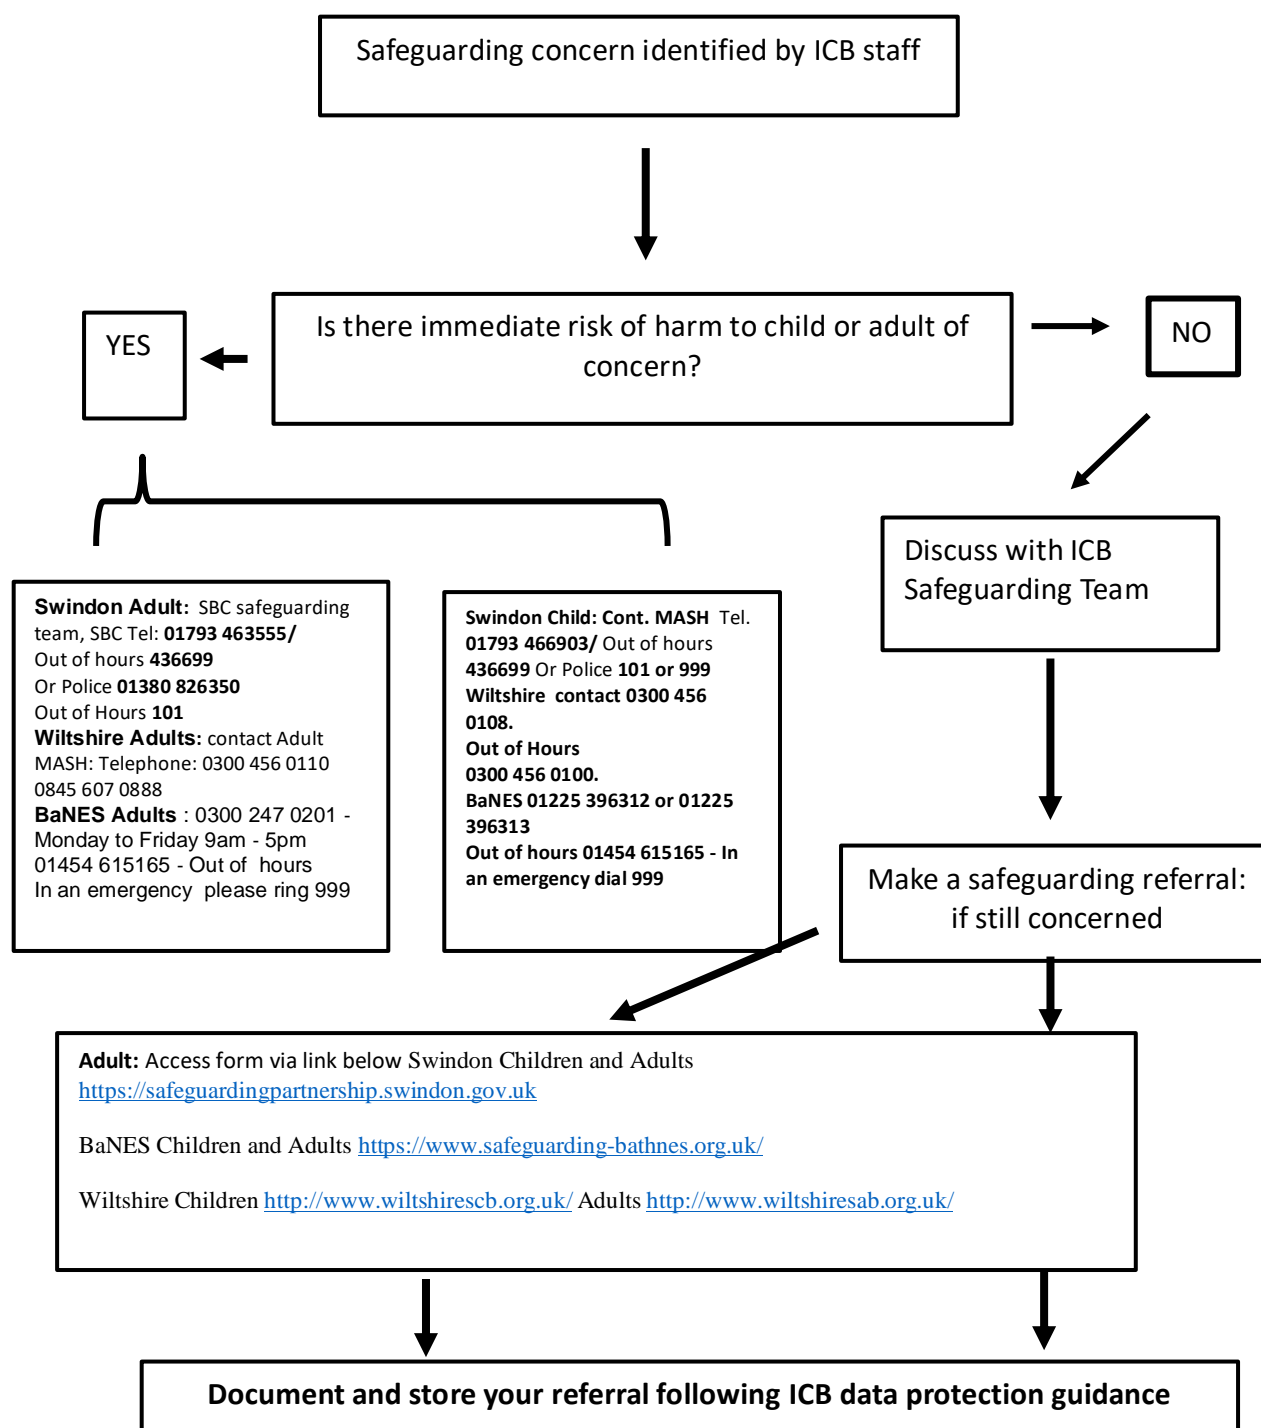 Safeguarding concern identified by ICB staff
Is there immediate risk of harm to child or adult of
concern?
YES
NO
Swindon Adult: SBC safeguarding
team, SBC Tel: 01793 463555/
Out of hours 436699
Or Police 01380 826350
Out of Hours 101
Wiltshire Adults: contact Adult
MASH: Telephone: 0300 456 0110
0845 607 0888
BaNES Adults : 0300 247 0201 -
Monday to Friday 9am - 5pm
01454 615165 - Out of hours
In an emergency please ring 999
Swindon Child: Cont. MASH Tel.
01793 466903/ Out of hours
436699 Or Police 101 or 999
Wiltshire contact 0300 456
0108.
Out of Hours
0300 456 0100.
BaNES 01225 396312 or 01225
396313
Out of hours 01454 615165 - In
an emergency dial 999
Discuss with ICB
Safeguarding Team
Make a safeguarding referral:
if still concerned
Adult: Access form via link below Swindon Children and Adults
https://safeguardingpartnership.swindon.gov.uk
BaNES Children and Adults https://www.safeguarding-bathnes.org.uk/
Wiltshire Children http://www.wiltshirescb.org.uk/ Adults http://www.wiltshiresab.org.uk/
Document and store your referral following ICB data protection guidance